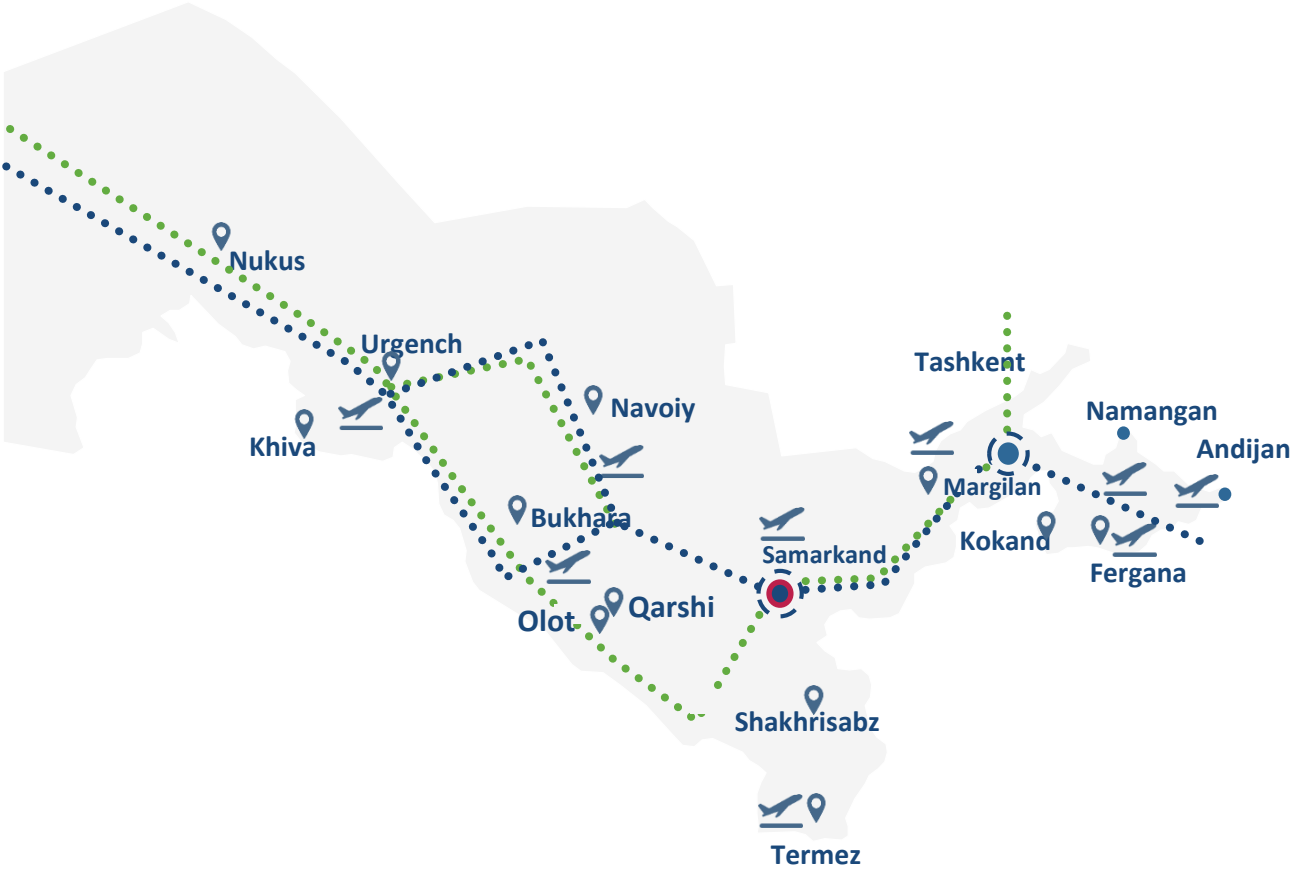 Nukus
Urgench
Tashkent
Navoiy
Namangan
Khiva
Andijan
Margilan
Bukhara
Kokand
Samarkand
Fergana
Olot
Qarshi
Shakhrisabz
Termez